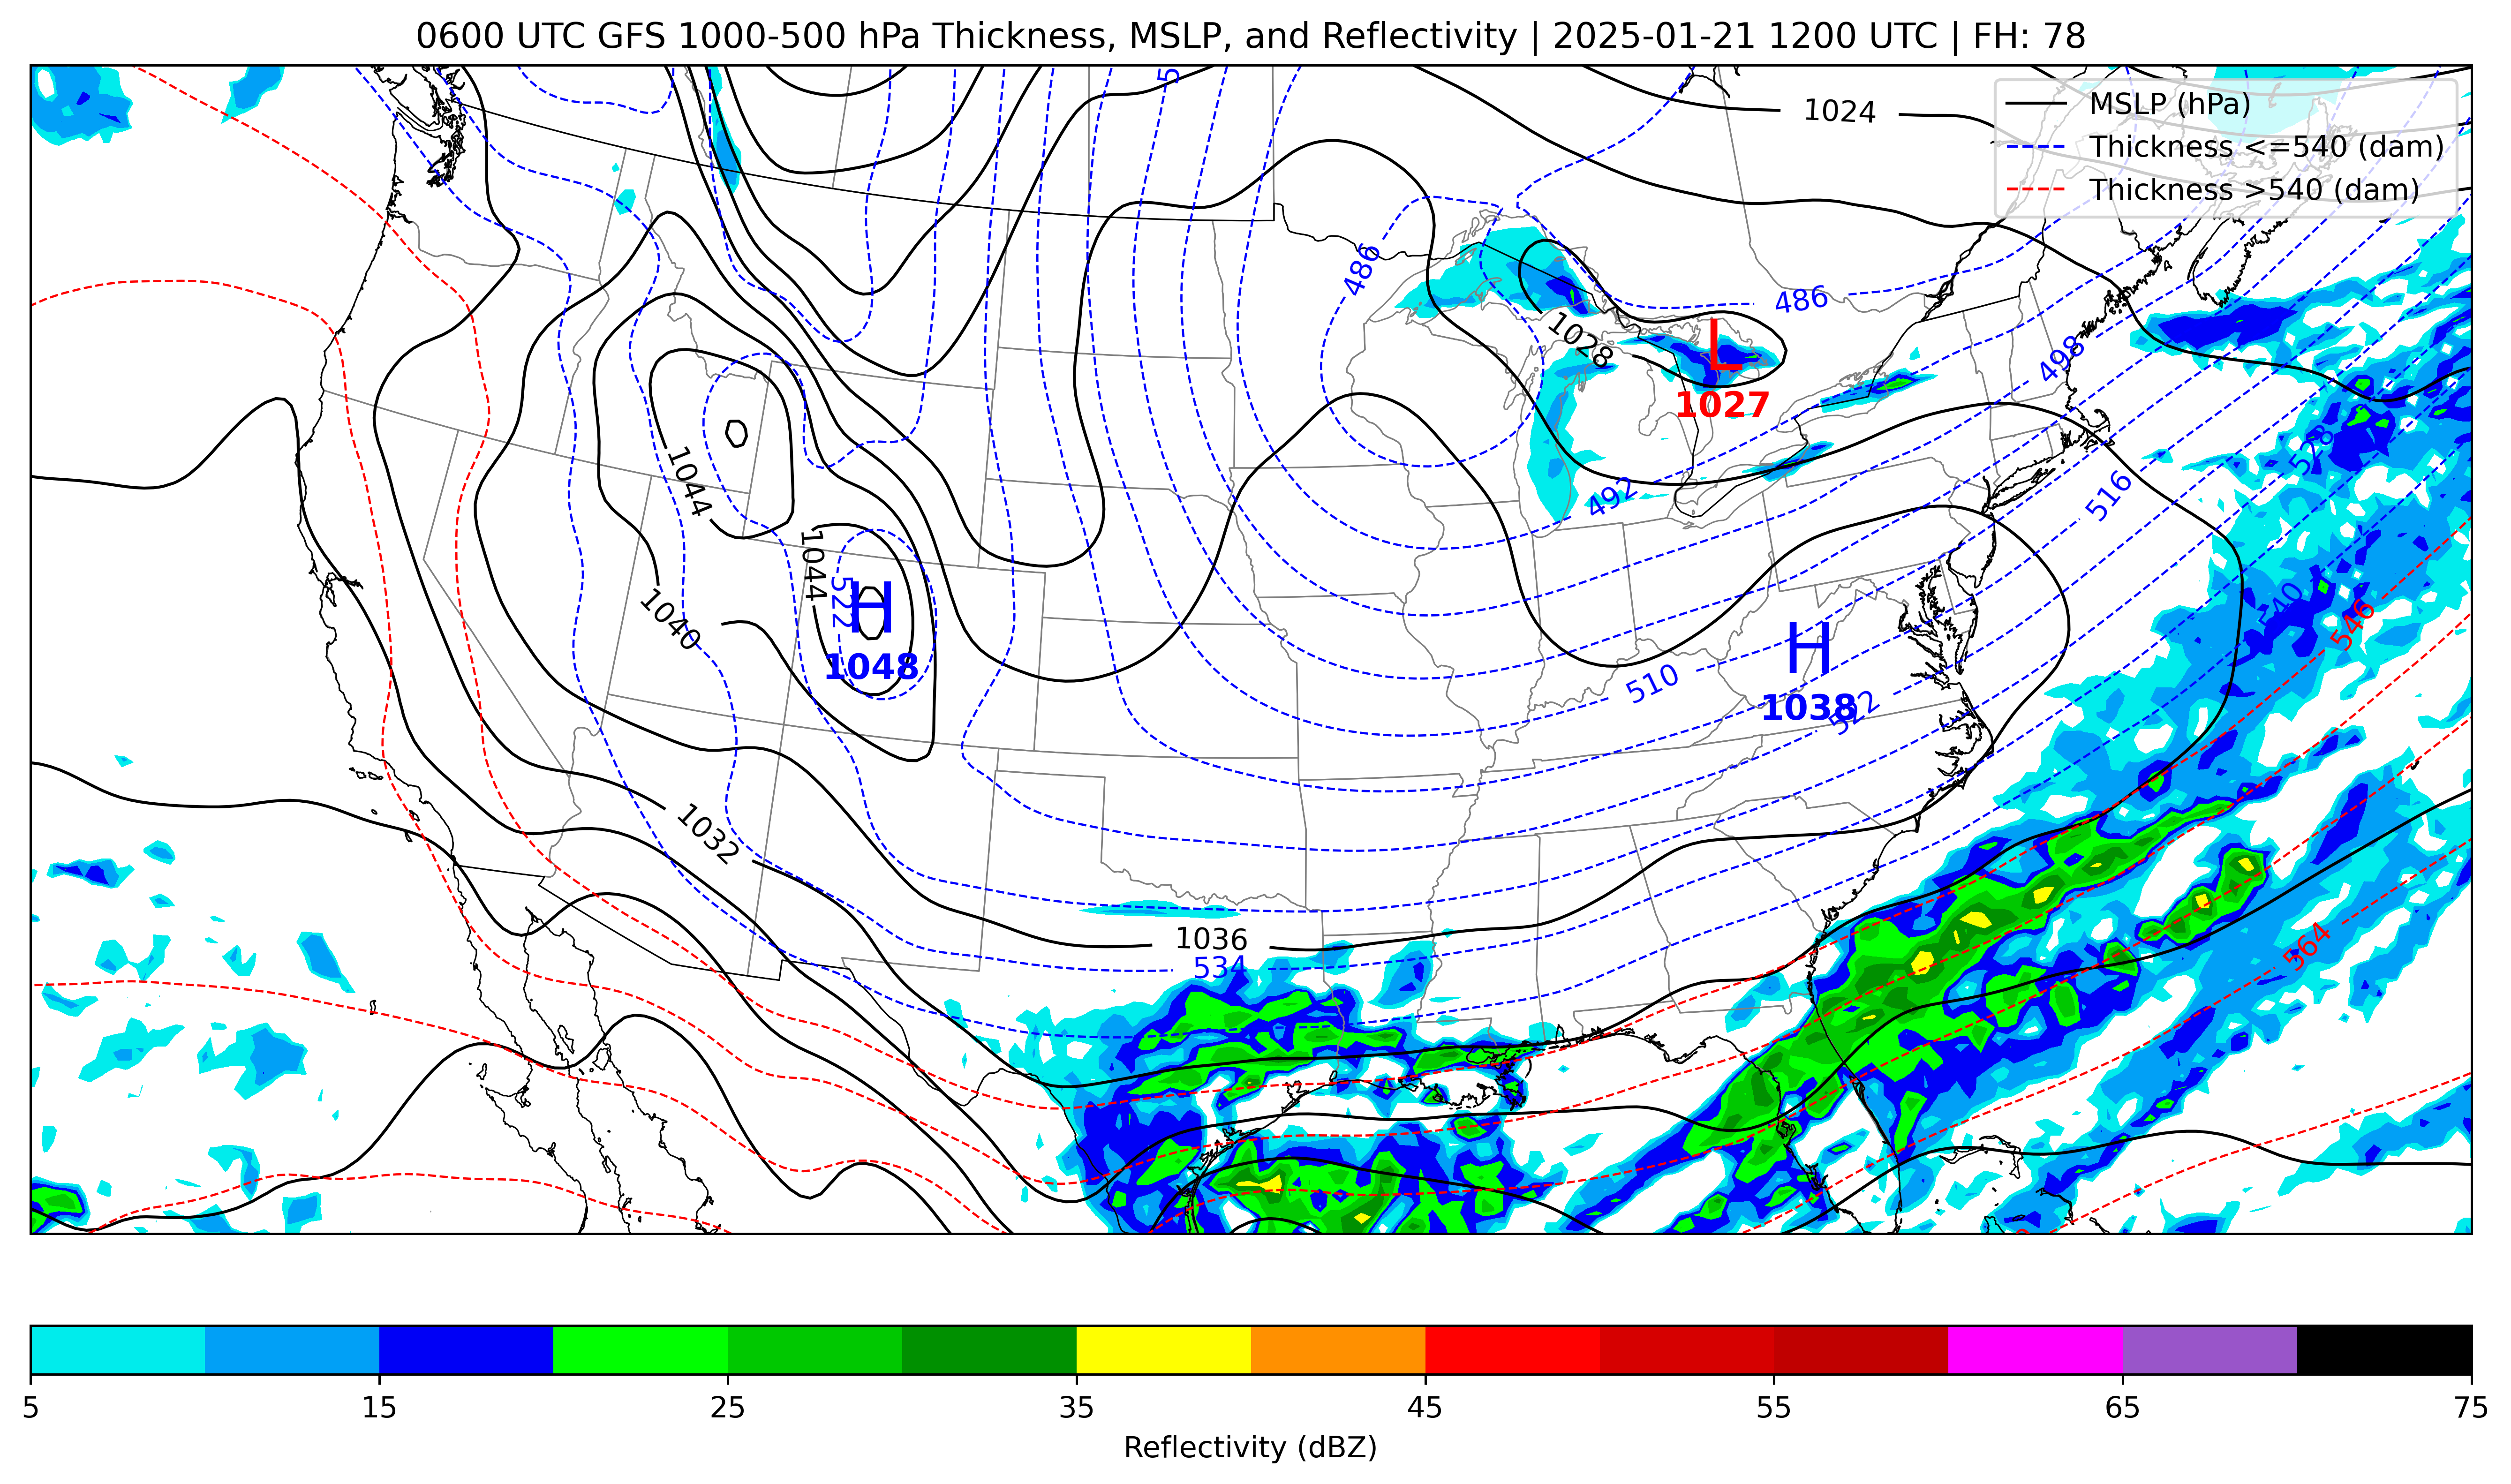 0600 UTC GFS 1000-500 hPa Thickness, MSLP, and Reflectivity | 2025-01-21 1200 UTC | FH: 78
MSLP (hPa)
Thickness <=540 (dam)
Thickness >540 (dam)
5
1024
486
486
1028
L
1027
498
528
492
516
1044
1044
522
H
1048
1040
540
546
H
1038
510
522
1032
1036
534
564
5 15 25 35 45 55 65 75
Reflectivity (dBZ)